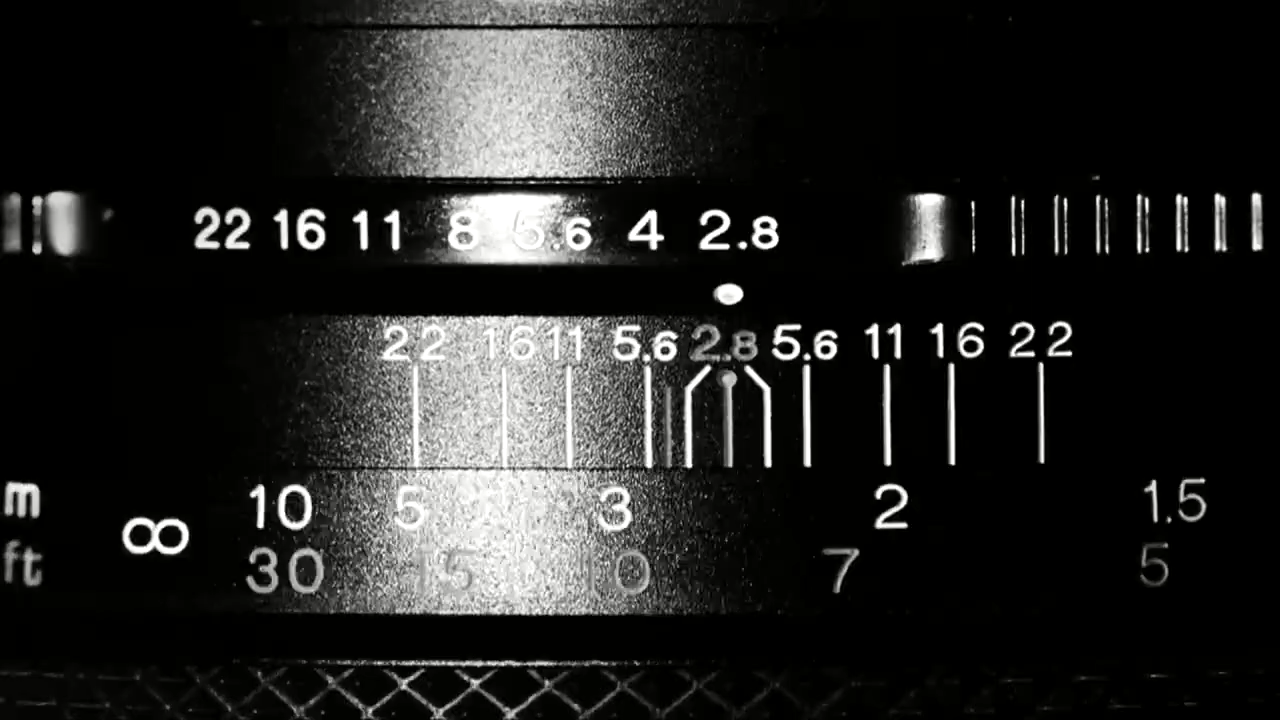 22 16 11 8 5.6 4 2.8
22 16 11 5.6 2.8 5.6 11 16 22
m ∞ 10 5 3 2 1.5
ft 30 15 10 7 5